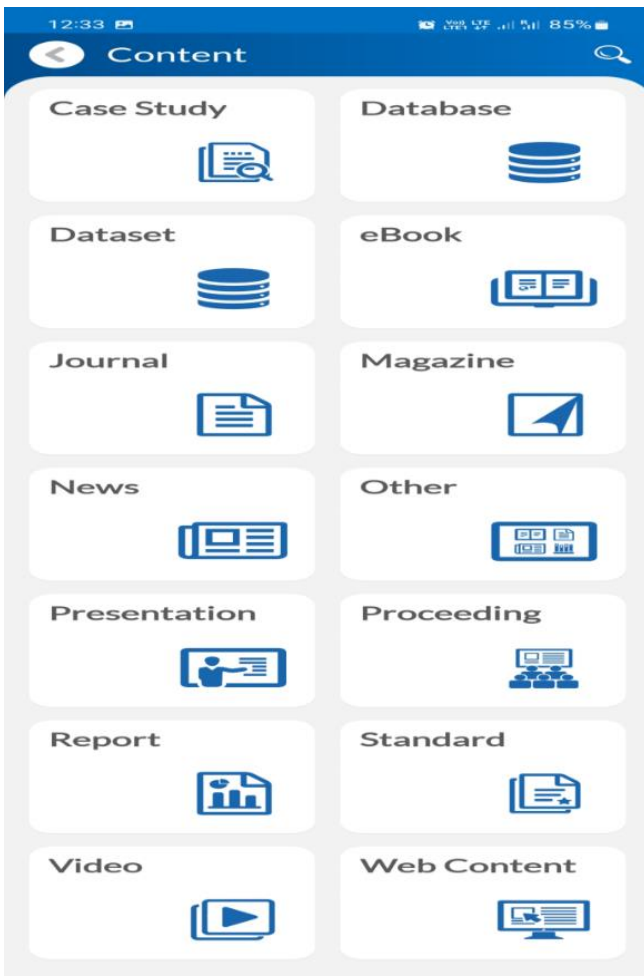 12:33 85%
Content
Case Study Database
Dataset eBook
Journal Magazine
News Other
Presentation Proceeding
Report Standard
Video Web Content